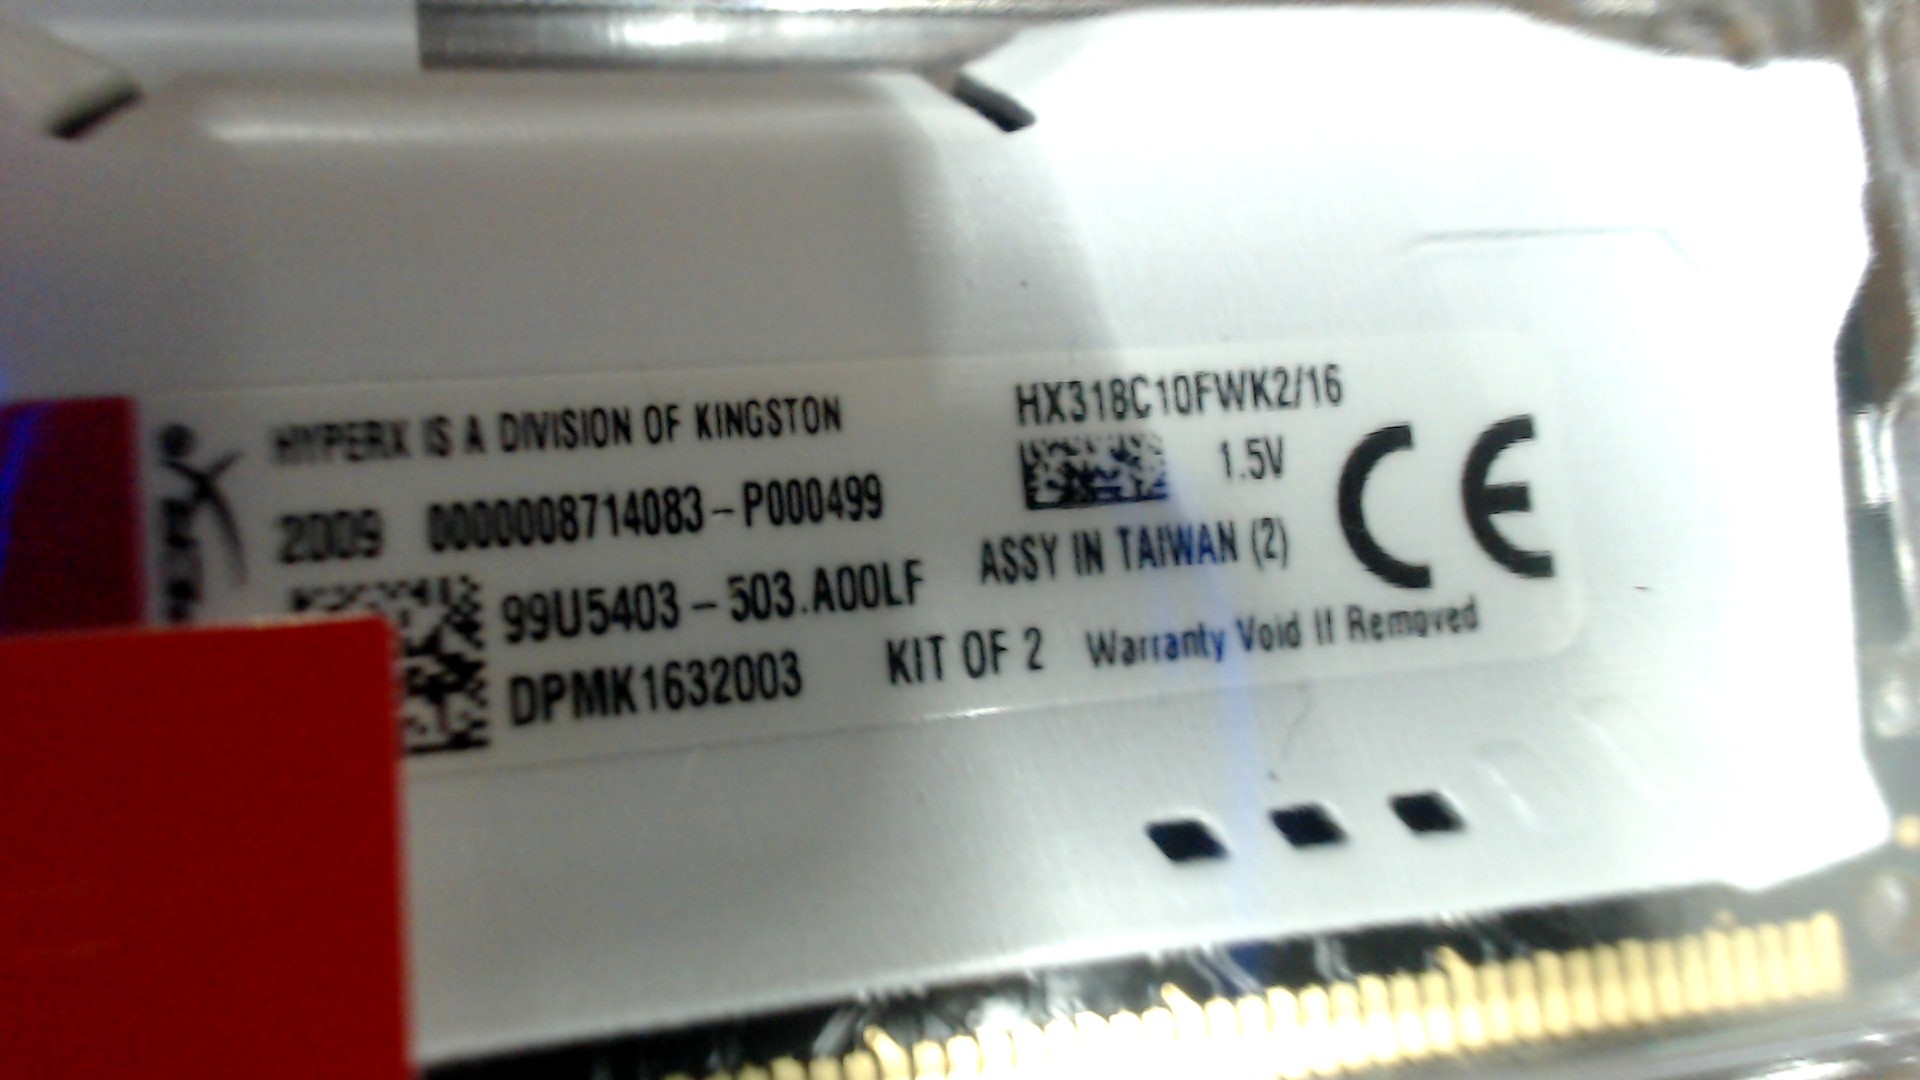 HYPERX IS A DIVISION OF KINGSTON
HX318C10FWK2/16
2009 0000008714083-P000499
1.5V
CE
ASSY IN TAIWAN (2)
99U5403-503.A00LF
DPMK1632003
KIT OF 2 Warranty Void If Removed